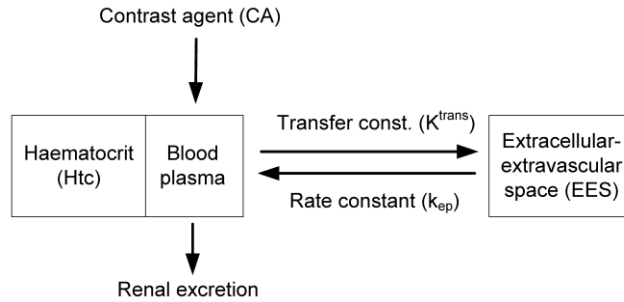 Contrast agent (CA)
Haematocrit
(Htc)
Blood
plasma
Transfer const. (K^trans)
Rate constant (k_ep)
Extracellular-
extravascular
space (EES)
Renal excretion